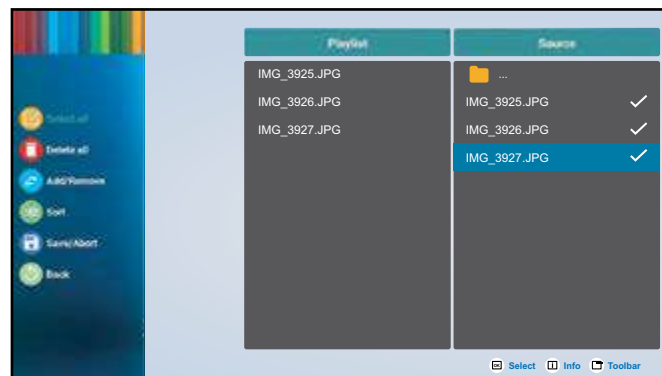 Playlist
Source
IMG_3925.JPG
IMG_3926.JPG
IMG_3927.JPG
...
IMG_3925.JPG
IMG_3926.JPG
IMG_3927.JPG
Select all
Delete all
Add/Remove
Sort
Save/Abort
Back
Select
Info
Toolbar